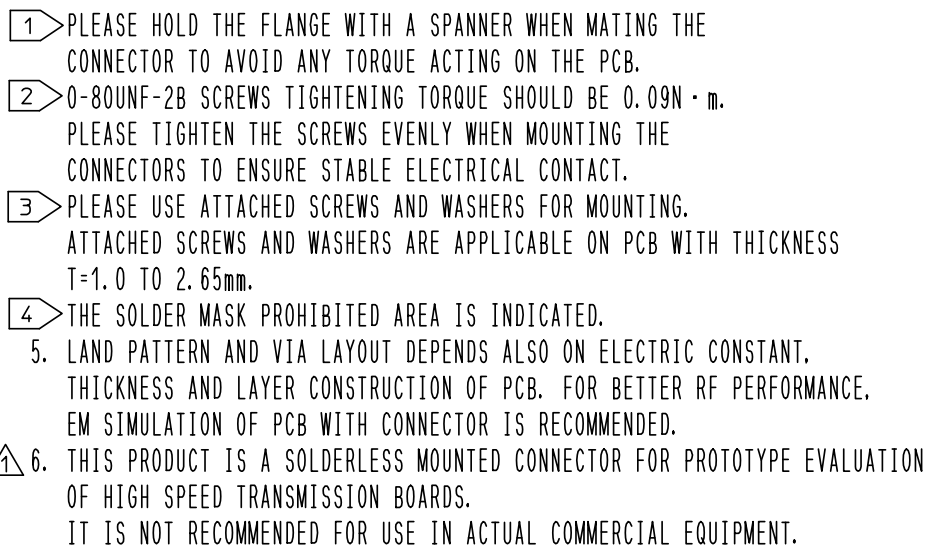 1 PLEASE HOLD THE FLANGE WITH A SPANNER WHEN MATING THE
CONNECTOR TO AVOID ANY TORQUE ACTING ON THE PCB.
2 0-80UNF-2B SCREWS TIGHTENING TORQUE SHOULD BE 0.09N·m.
PLEASE TIGHTEN THE SCREWS EVENLY WHEN MOUNTING THE
CONNECTORS TO ENSURE STABLE ELECTRICAL CONTACT.
3 PLEASE USE ATTACHED SCREWS AND WASHERS FOR MOUNTING.
ATTACHED SCREWS AND WASHERS ARE APPLICABLE ON PCB WITH THICKNESS
T=1.0 TO 2.65mm.
4 THE SOLDER MASK PROHIBITED AREA IS INDICATED.
5. LAND PATTERN AND VIA LAYOUT DEPENDS ALSO ON ELECTRIC CONSTANT,
THICKNESS AND LAYER CONSTRUCTION OF PCB. FOR BETTER RF PERFORMANCE,
EM SIMULATION OF PCB WITH CONNECTOR IS RECOMMENDED.
1 6. THIS PRODUCT IS A SOLDERLESS MOUNTED CONNECTOR FOR PROTOTYPE EVALUATION
OF HIGH SPEED TRANSMISSION BOARDS.
IT IS NOT RECOMMENDED FOR USE IN ACTUAL COMMERCIAL EQUIPMENT.